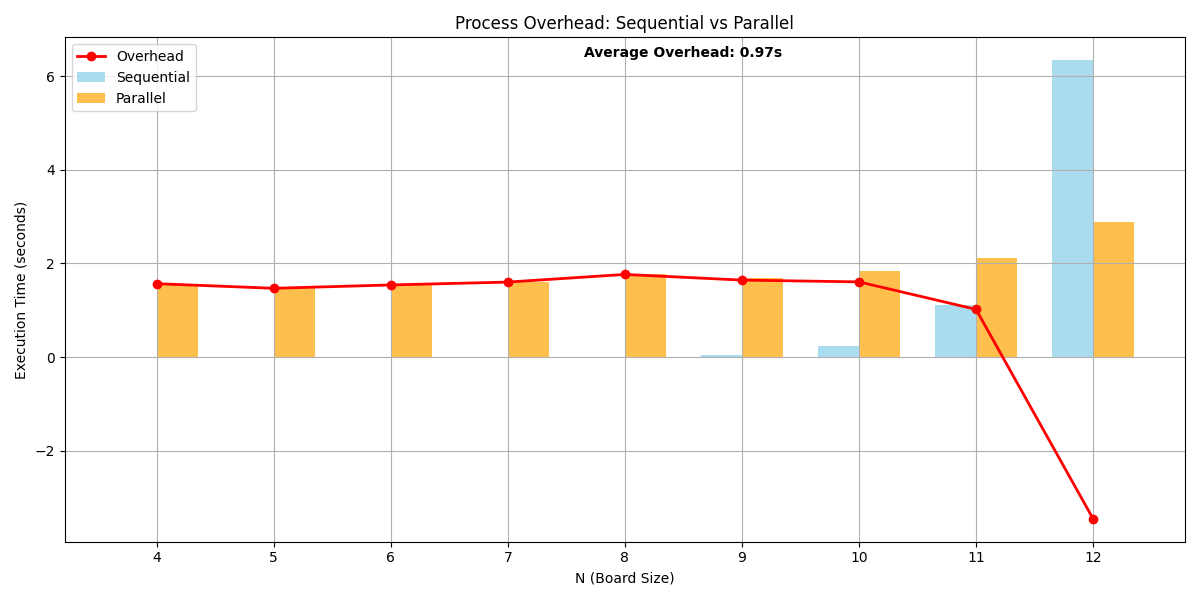 Process Overhead: Sequential vs Parallel
Average Overhead: 0.97s
Overhead
Sequential
Parallel
Execution Time (seconds)
6
4
2
0
−2
4 5 6 7 8 9 10 11 12
N (Board Size)